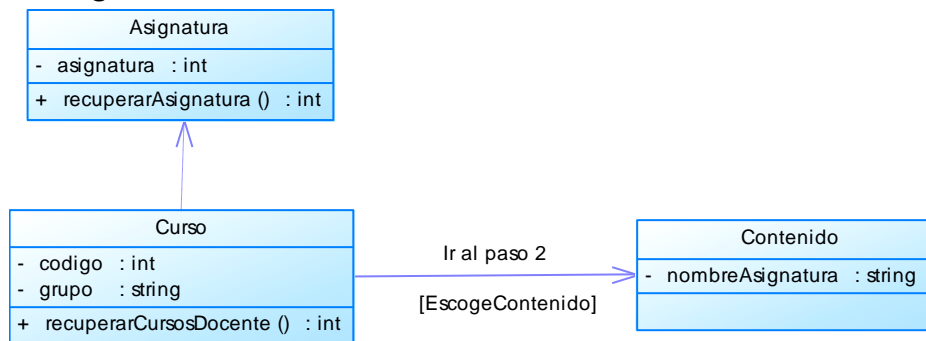 Asignatura
- asignatura : int
+ recuperarAsignatura () : int
Curso
- codigo : int
- grupo : string
+ recuperarCursosDocente () : int
Ir al paso 2
[EscogeContenido]
Contenido
- nombreAsignatura : string